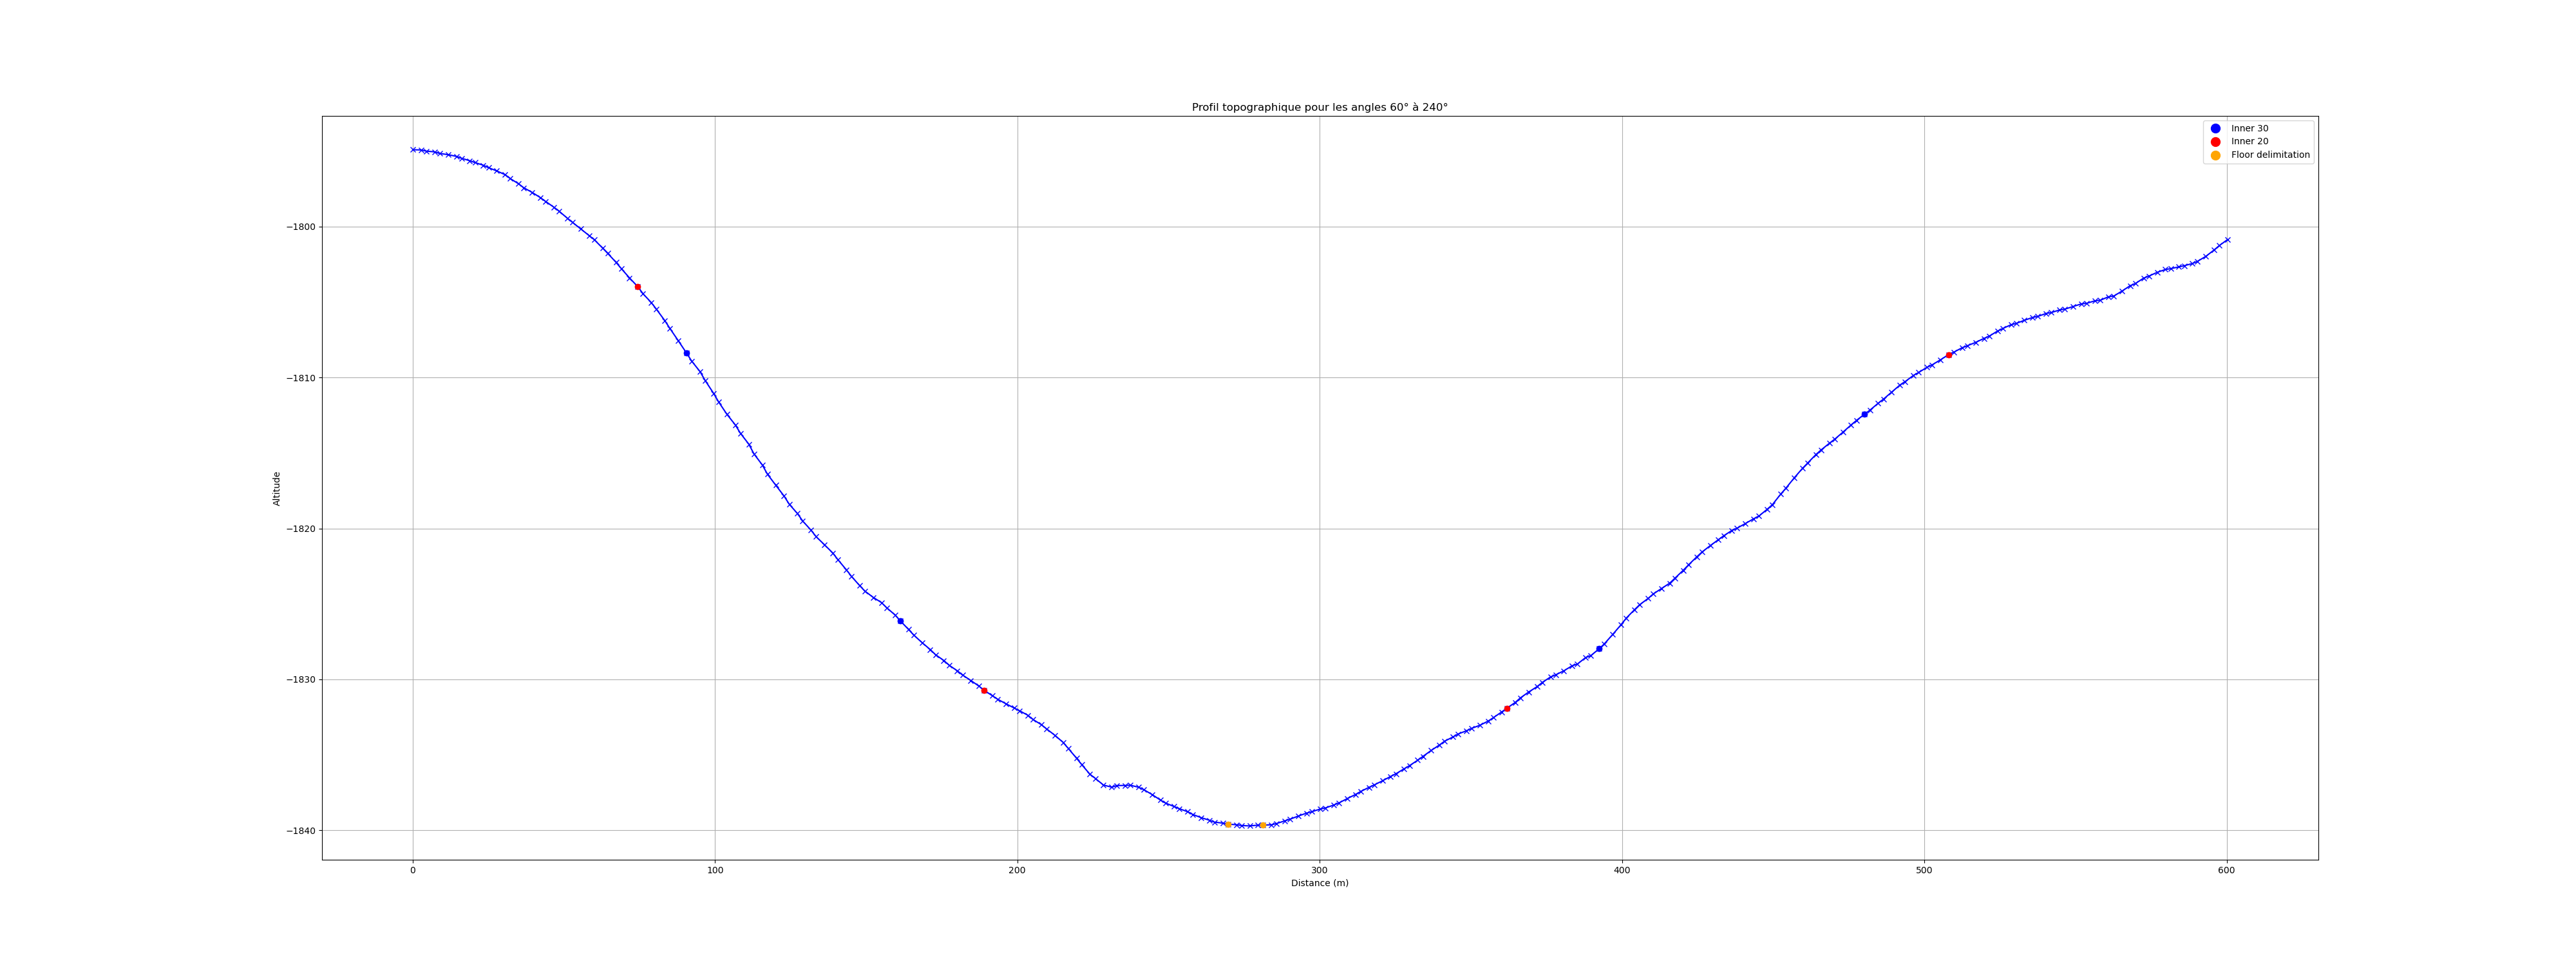 Profil topographique pour les angles 60° à 240°
Inner 30
Inner 20
Floor delimitation
Altitude
−1800
−1810
−1820
−1830
−1840
0 100 200 300 400 500 600
Distance (m)